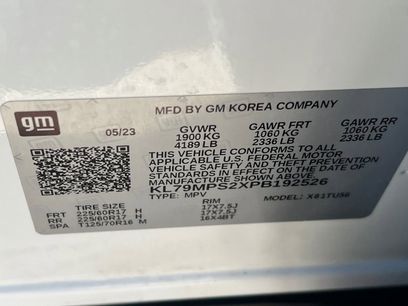 gm
MFD BY GM KOREA COMPANY
05/23 GVWR GAWR FRT GAWR RR
1900 KG 1060 KG 1060 KG
4189 LB 2336 LB 2336 LB
THIS VEHICLE CONFORMS TO ALL
APPLICABLE U.S. FEDERAL MOTOR
VEHICLE SAFETY AND THEFT PREVENTION
STANDARDS IN EFFECT ON THE DATE OF
MANUFACTURE SHOWN ABOVE.
KL79MPS2XPB192526
TYPE: MPV MODEL: X81TU56
TIRE SIZE RIM
FRT 225/60R17 H 17X7.5J
RR 225/60R17 H 17X7.5J
SPA T125/70R16 M 16X4BT